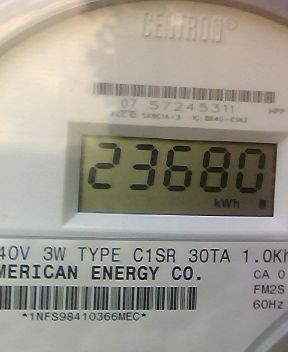 CENTRON®
07 57245311
23680
kWh
40V 3W TYPE C1SR 30TA 1.0Kh
MERICAN ENERGY CO.
CA 0
FM2S
60Hz
*1NFS98410366MEC*